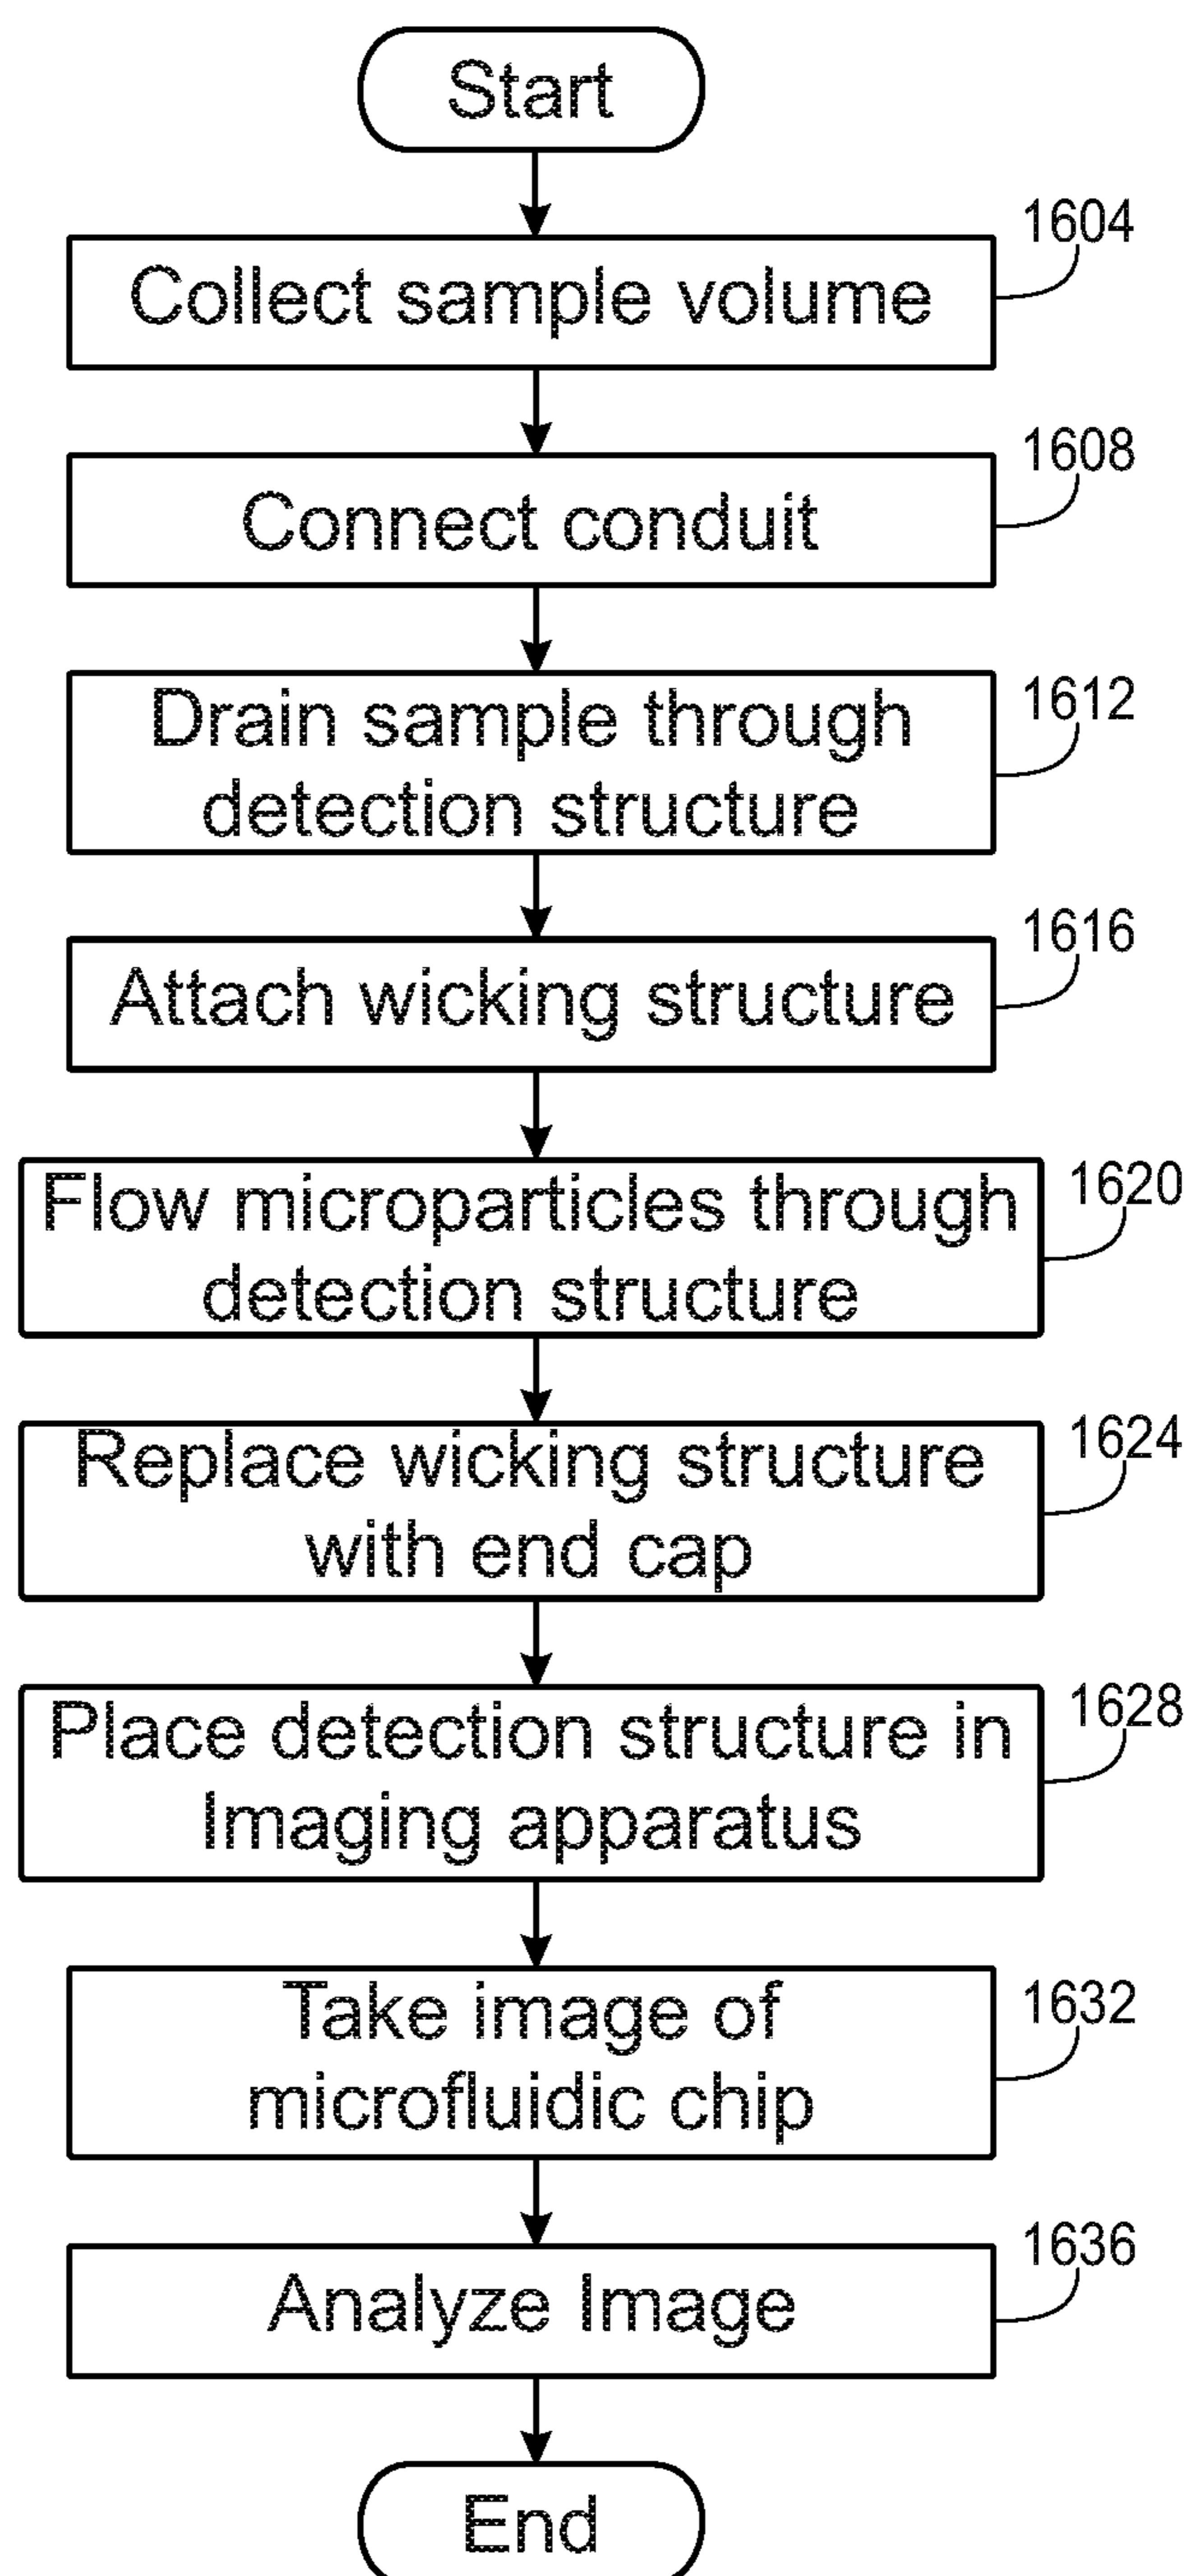 Start
1604
Collect sample volume
1608
Connect conduit
1612
Drain sample through
detection structure
1616
Attach wicking structure
1620
Flow microparticles through
detection structure
1624
Replace wicking structure
with end cap
1628
Place detection structure in
Imaging apparatus
1632
Take image of
microfluidic chip
1636
Analyze Image
End